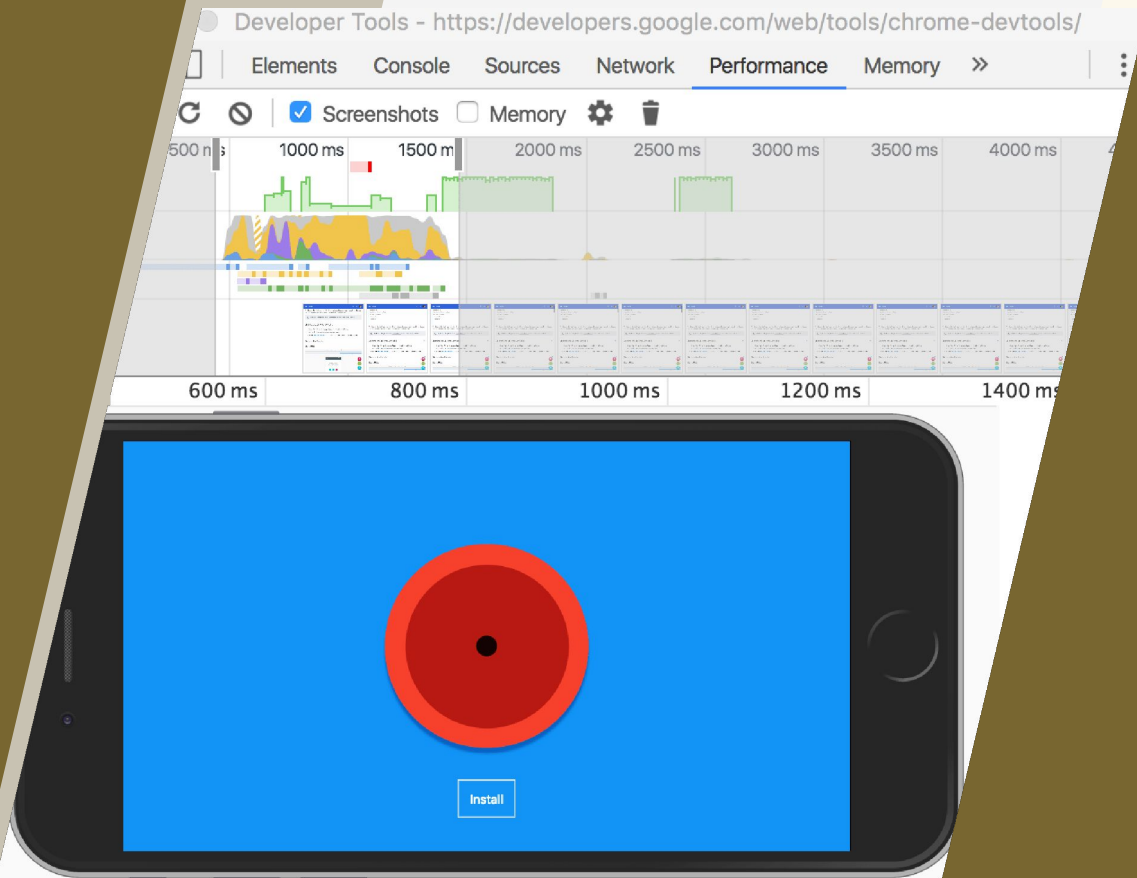 Developer Tools - https://developers.google.com/web/tools/chrome-devtools/
Elements Console Sources Network Performance Memory »
Screenshots Memory
1000 ms 1500 m 2000 ms 2500 ms 3000 ms 3500 ms 4000 ms
600 ms 800 ms 1000 ms 1200 ms 1400 ms
Install